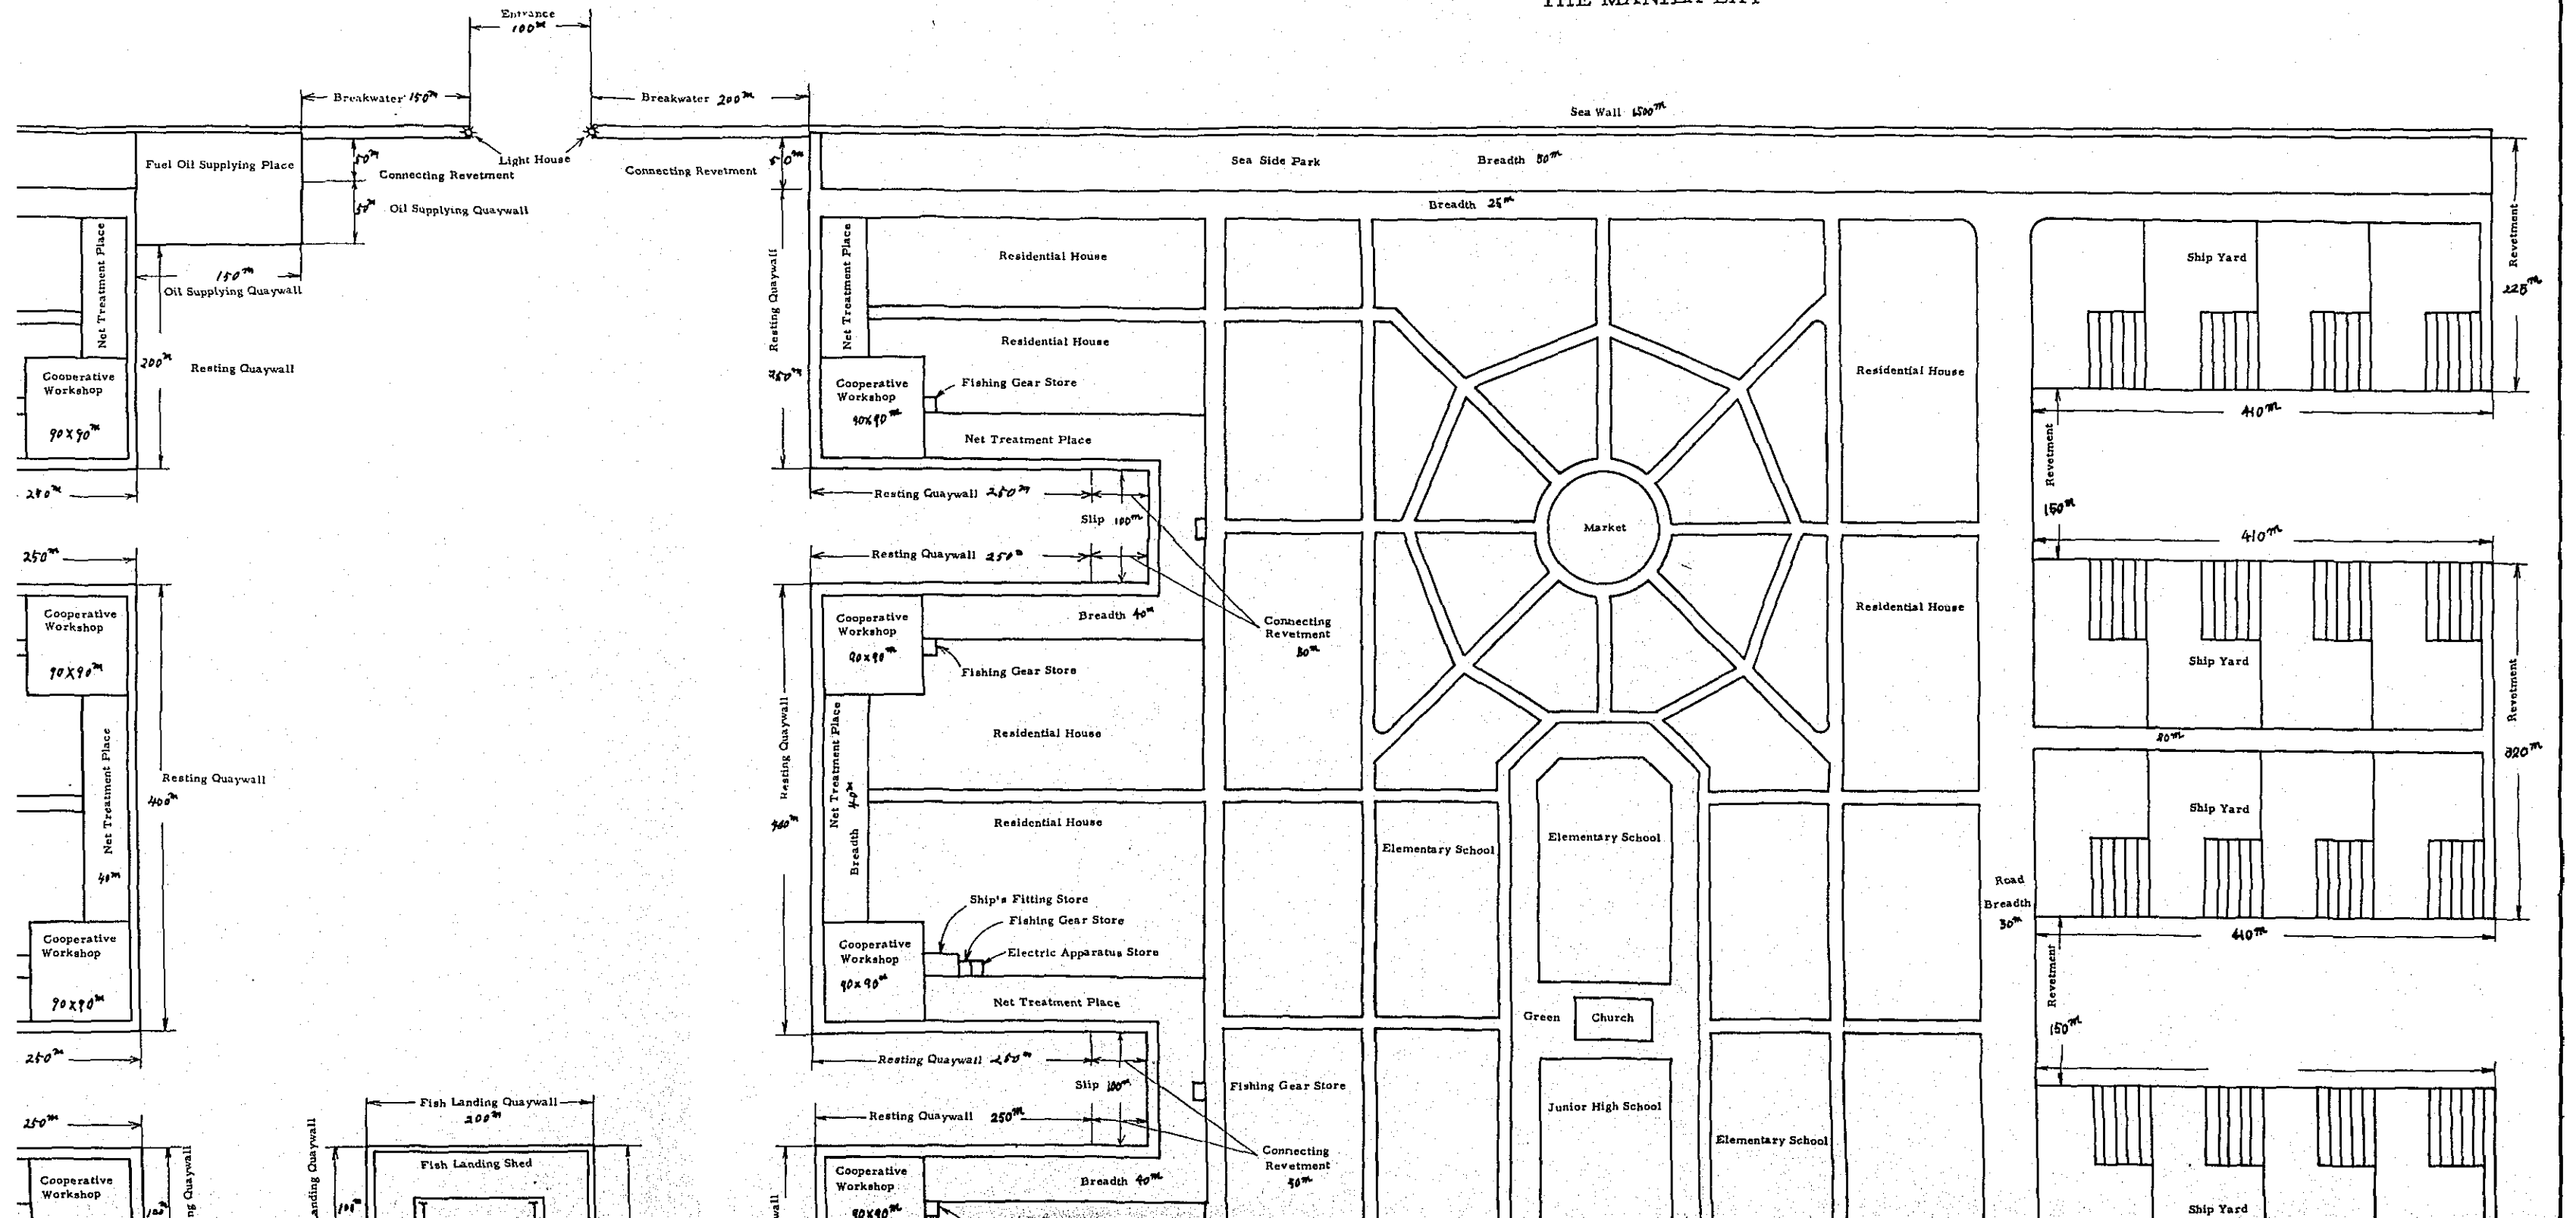 Entrance
100m
Breakwater 150m
Breakwater 200m
Sea Wall 1500m
Fuel Oil Supplying Place
50m
Light House
Connecting Revetment
50m
Oil Supplying Quaywall
Connecting Revetment
50m
Sea Side Park
Breadth 50m
Breadth 25m
Net Treatment Place
150m
Oil Supplying Quaywall
200m
Resting Quaywall
Cooperative
Workshop
90x90m
250m
Resting Quaywall
250m
Net Treatment Place
Residential House
Residential House
Cooperative
Workshop
90x90m
Fishing Gear Store
Net Treatment Place
Resting Quaywall 250m
Slip 100m
Resting Quaywall 250m
Market
Residential House
Residential House
Ship Yard
Revetment
225m
410m
Revetment
150m
410m
250m
Cooperative
Workshop
90x90m
Net Treatment Place
40m
Resting Quaywall
400m
Cooperative
Workshop
90x90m
250m
Resting Quaywall
400m
Cooperative
Workshop
90x90m
Breadth 40m
Fishing Gear Store
Connecting
Revetment
50m
Net Treatment Place
Breadth 40m
Residential House
Residential House
Ship's Fitting Store
Fishing Gear Store
Electric Apparatus Store
Cooperative
Workshop
90x90m
Net Treatment Place
Elementary School
Elementary School
Green
Church
Ship Yard
20m
Ship Yard
Revetment
320m
Road
Breadth
30m
410m
Revetment
150m
Resting Quaywall 250m
Slip 100m
Resting Quaywall 250m
Fishing Gear Store
Junior High School
Elementary School
Connecting
Revetment
50m
250m
Cooperative
Workshop
100m
Fish Landing Quaywall
200m
100m
Fish Landing Shed
Cooperative
Workshop
90x90m
Breadth 40m
Ship Yard